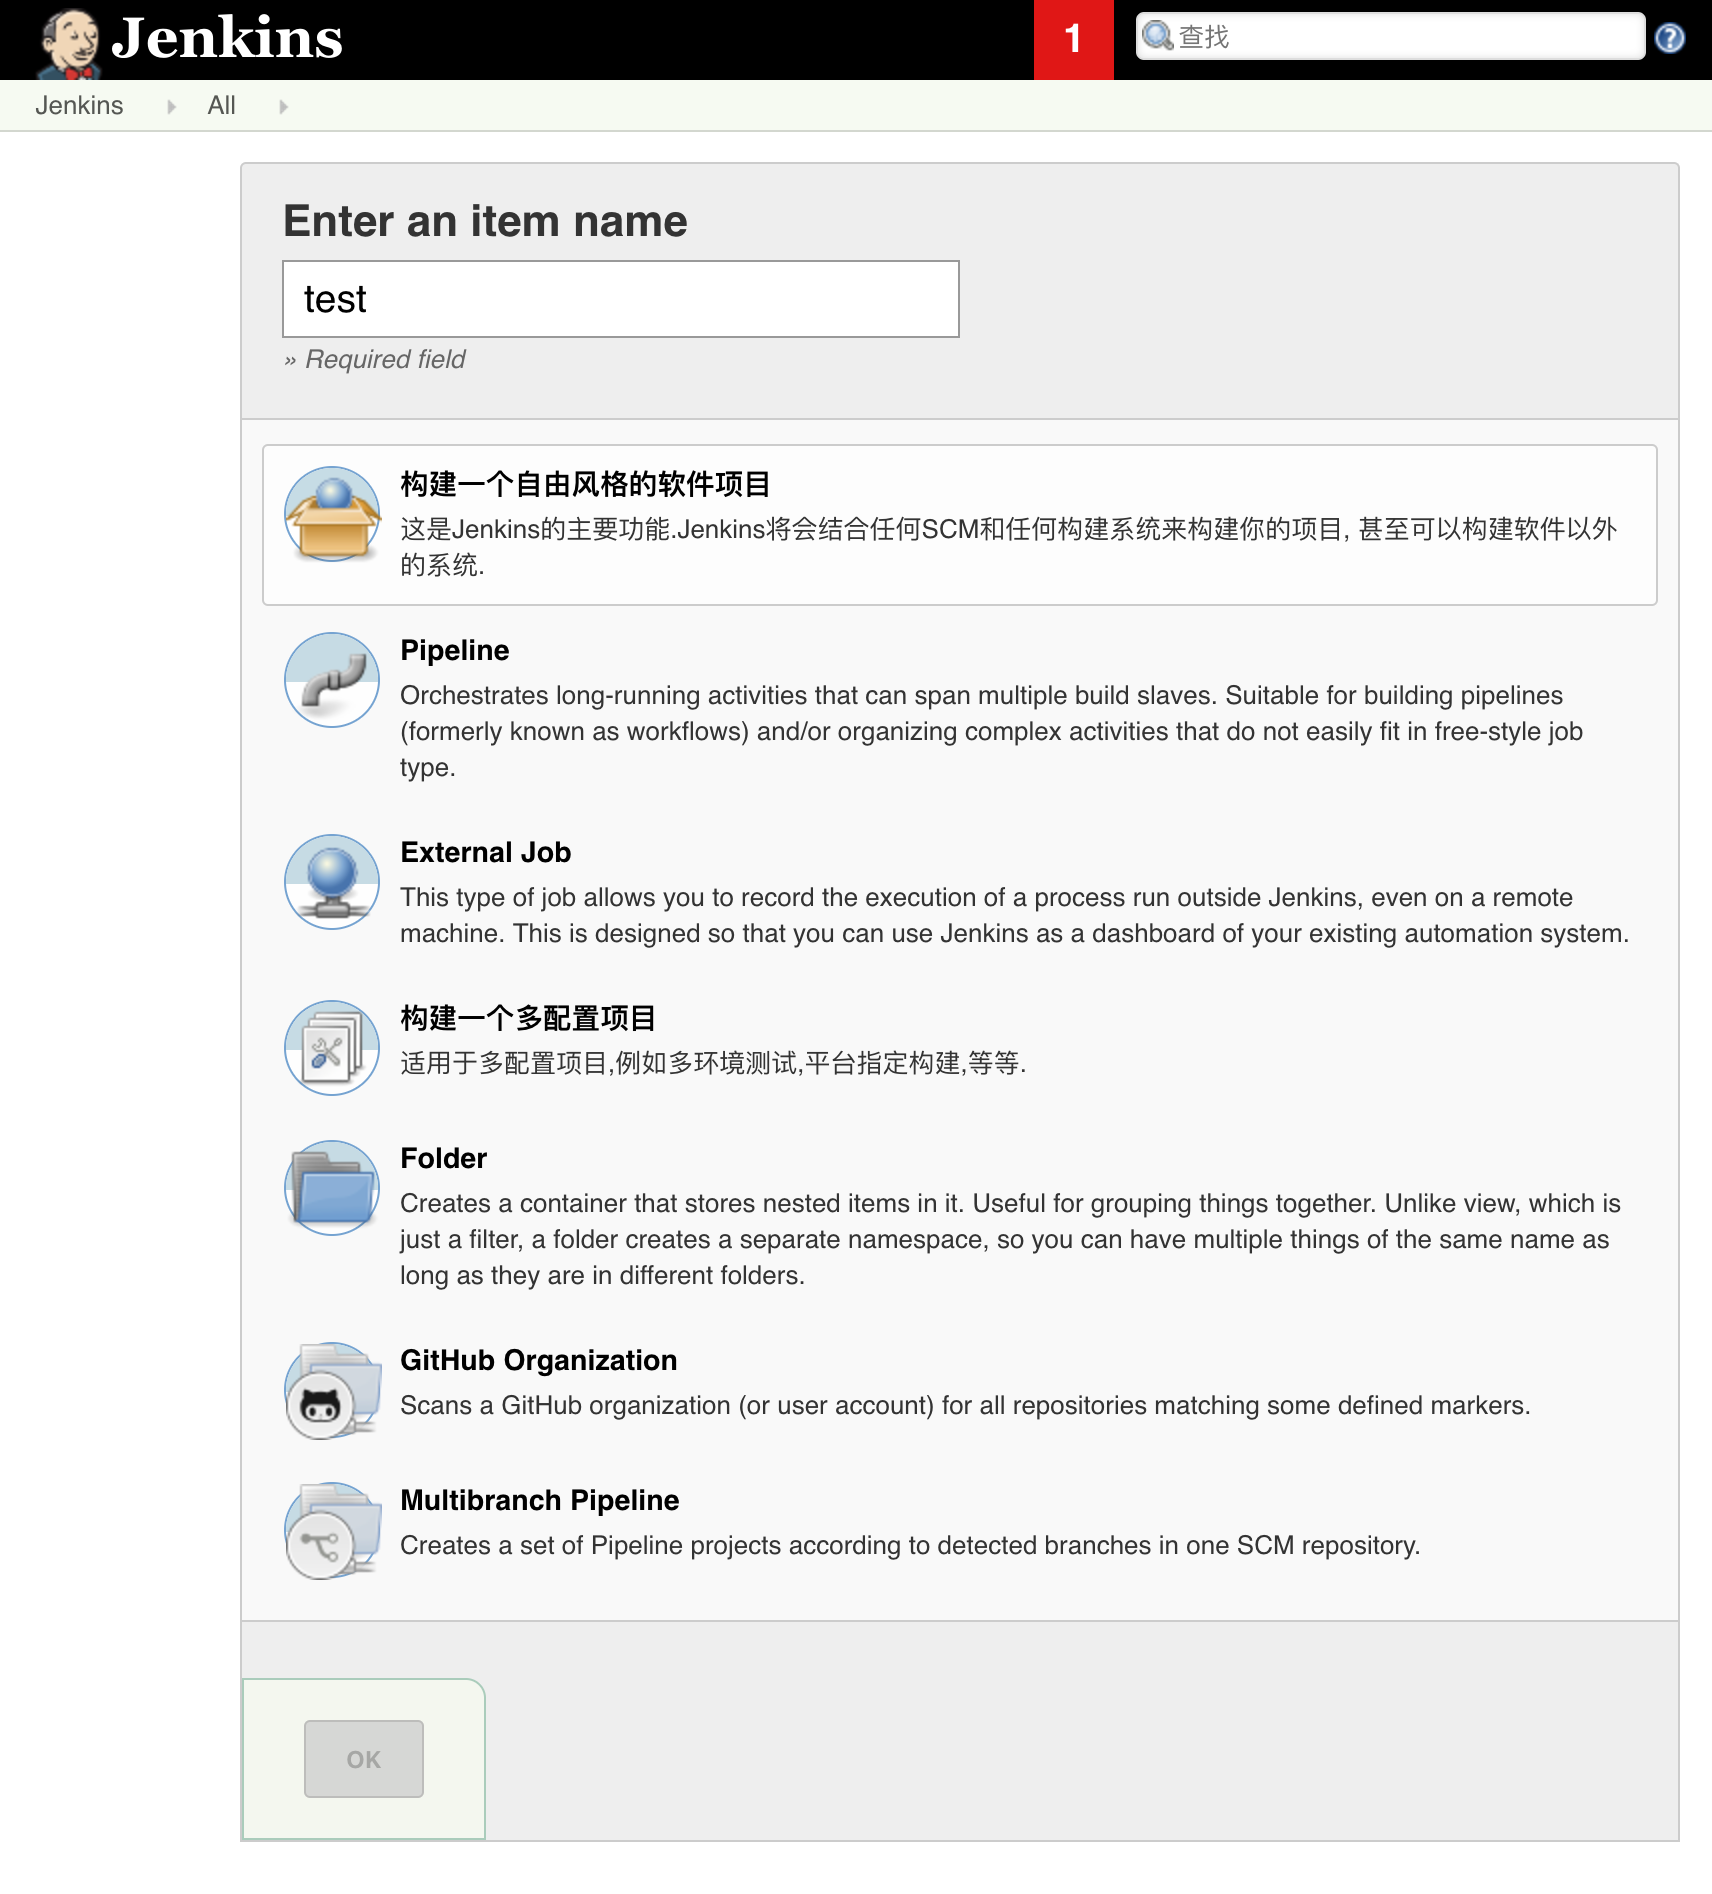 Jenkins
1
查找
Jenkins
All
Enter an item name
test
» Required field
构建一个自由风格的软件项目
这是Jenkins的主要功能.Jenkins将会结合任何SCM和任何构建系统来构建你的项目, 甚至可以构建软件以外
的系统.
Pipeline
Orchestrates long-running activities that can span multiple build slaves. Suitable for building pipelines
(formerly known as workflows) and/or organizing complex activities that do not easily fit in free-style job
type.
External Job
This type of job allows you to record the execution of a process run outside Jenkins, even on a remote
machine. This is designed so that you can use Jenkins as a dashboard of your existing automation system.
构建一个多配置项目
适用于多配置项目,例如多环境测试,平台指定构建,等等.
Folder
Creates a container that stores nested items in it. Useful for grouping things together. Unlike view, which is
just a filter, a folder creates a separate namespace, so you can have multiple things of the same name as
long as they are in different folders.
GitHub Organization
Scans a GitHub organization (or user account) for all repositories matching some defined markers.
Multibranch Pipeline
Creates a set of Pipeline projects according to detected branches in one SCM repository.
OK